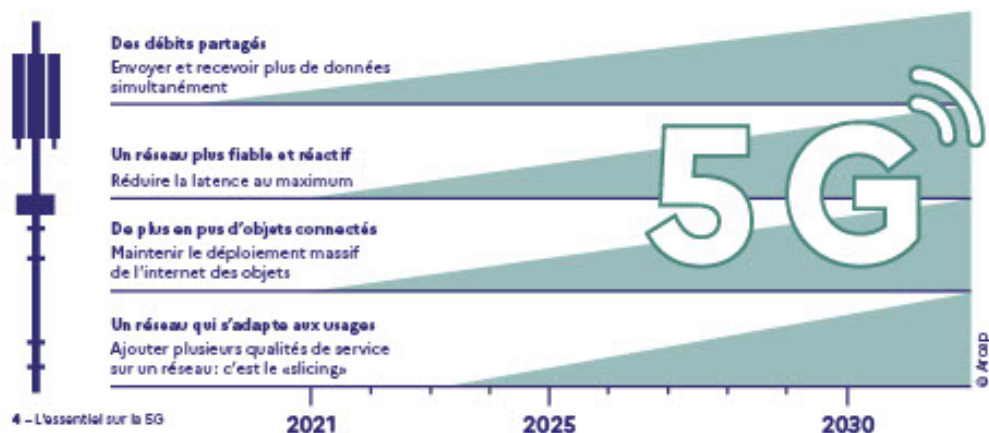 Des débits partagés
Envoyer et recevoir plus de données
simultanément
Un réseau plus fiable et réactif
Réduire la latence au maximum
De plus en pus d'objets connectés
Maintenir le déploiement massif
de l'internet des objets
Un réseau qui s'adapte aux usages
Ajouter plusieurs qualités de service
sur un réseau : c'est le «slicing»
5G
© Arcep
4 – L'essentiel sur la 5G
2021
2025
2030